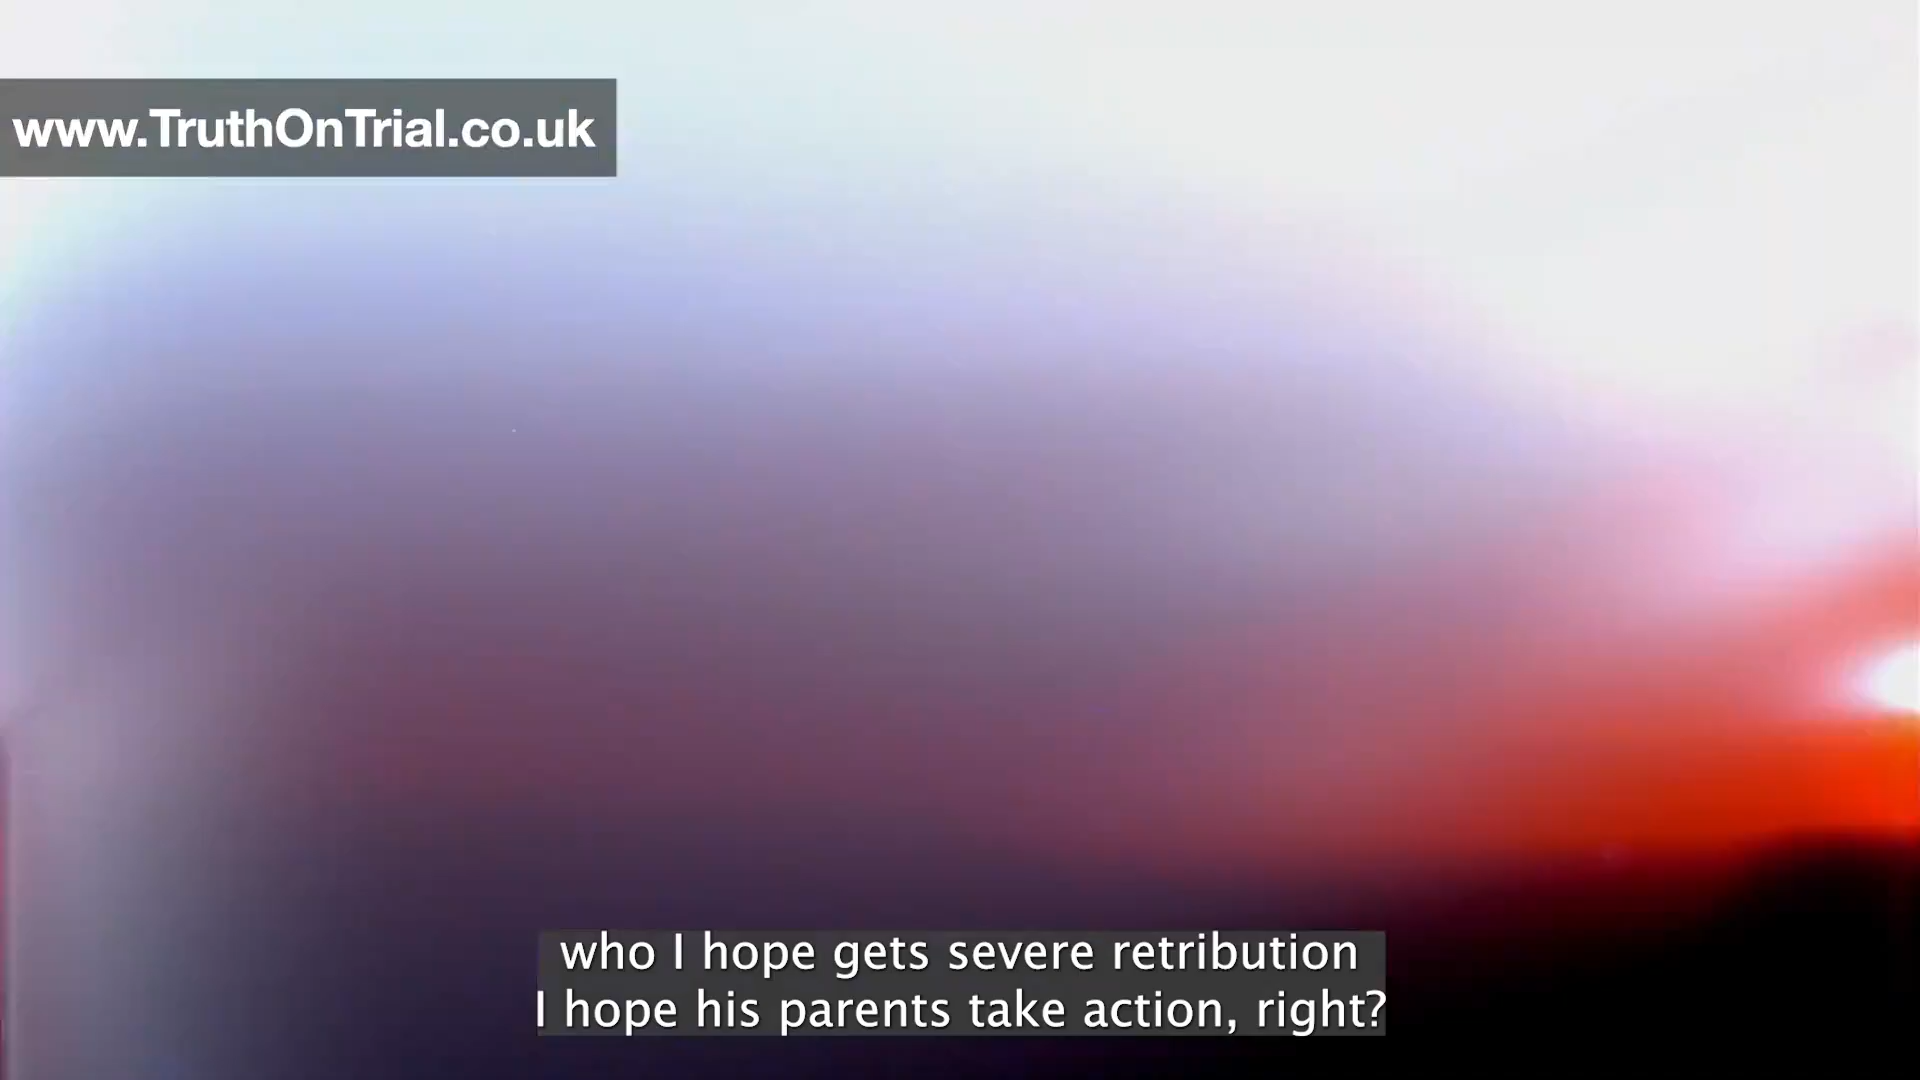 www.TruthOnTrial.co.uk
who I hope gets severe retribution
I hope his parents take action, right?